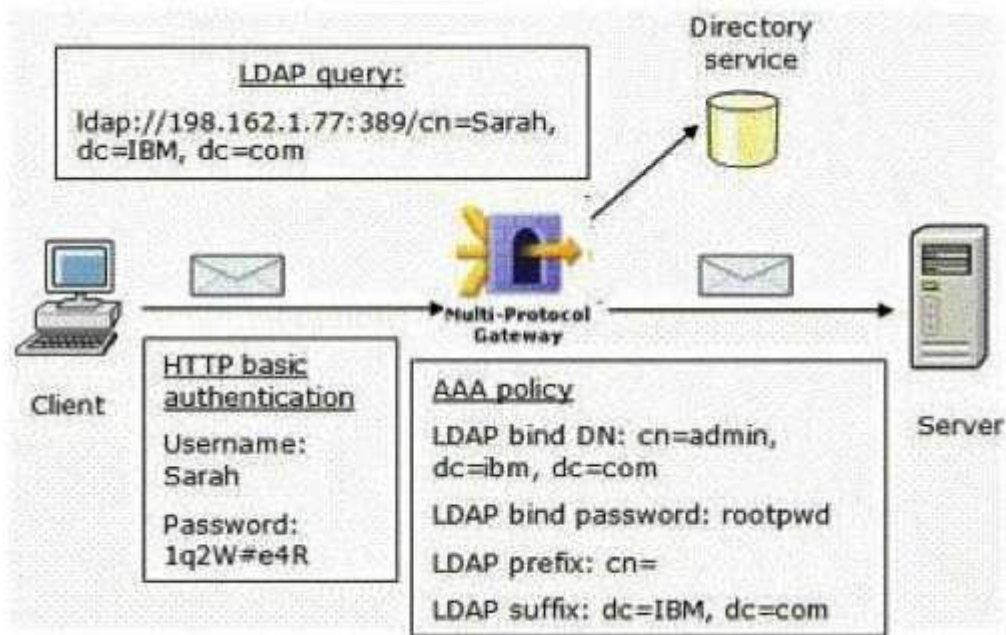 Directory
service
LDAP query:
ldap://198.162.1.77:389/cn=Sarah,
dc=IBM, dc=com
Multi-Protocol
Gateway
Client
HTTP basic
authentication
Username:
Sarah
Password:
1q2W#e4R
AAA policy
LDAP bind DN: cn=admin,
dc=ibm, dc=com
LDAP bind password: rootpwd
LDAP prefix: cn=
LDAP suffix: dc=IBM, dc=com
Server